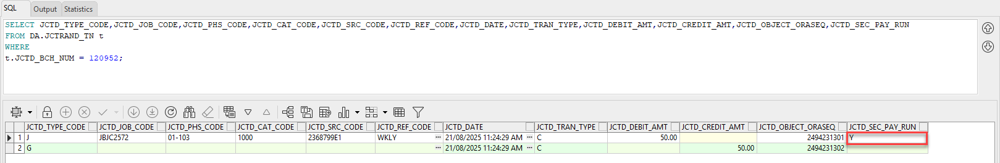 SQL Output Statistics
SELECT JCTD_TYPE_CODE,JCTD_JOB_CODE,JCTD_PHS_CODE,JCTD_CAT_CODE,JCTD_SRC_CODE,JCTD_REF_CODE,JCTD_DATE,JCTD_TRAN_TYPE,JCTD_DEBIT_AMT,JCTD_CREDIT_AMT,JCTD_OBJECT_ORASEQ,JCTD_SEC_PAY_RUN
FROM DA.JCTRAND_TN t
WHERE
t.JCTD_BCH_NUM = 120952;
JCTD_TYPE_CODE JCTD_JOB_CODE JCTD_PHS_CODE JCTD_CAT_CODE JCTD_SRC_CODE JCTD_REF_CODE JCTD_DATE JCTD_TRAN_TYPE JCTD_DEBIT_AMT JCTD_CREDIT_AMT JCTD_OBJECT_ORASEQ JCTD_SEC_PAY_RUN
1 J JBJC2572 01-103 1000 2368799E1 WKLY ··· 21/08/2025 11:24:29 AM ··· C 50.00 2494231301 Y
2 G ··· 21/08/2025 11:24:29 AM ··· C 50.00 2494231302